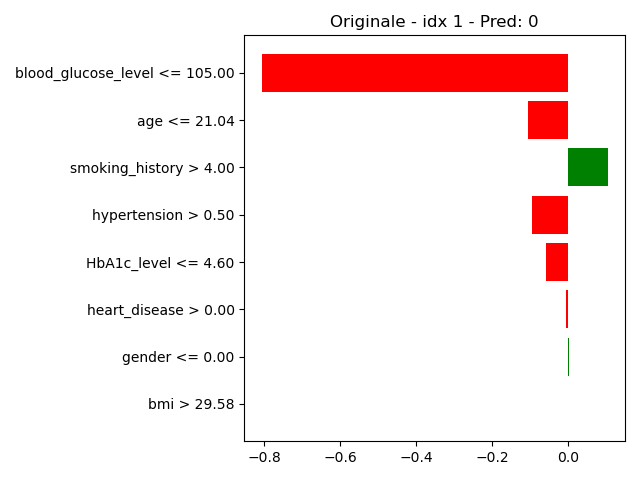 Originale - idx 1 - Pred: 0
blood_glucose_level <= 105.00
age <= 21.04
smoking_history > 4.00
hypertension > 0.50
HbA1c_level <= 4.60
heart_disease > 0.00
gender <= 0.00
bmi > 29.58
−0.8 −0.6 −0.4 −0.2 0.0